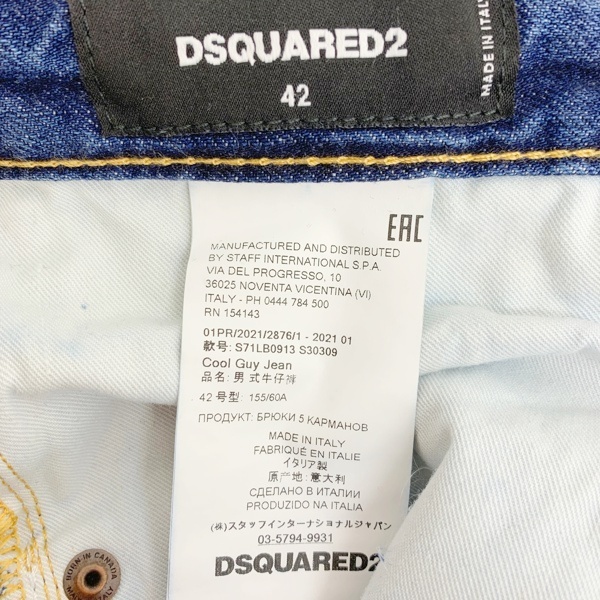 DSQUARED2
42
MADE IN ITALY
EAC
MANUFACTURED AND DISTRIBUTED
BY STAFF INTERNATIONAL S.P.A.
VIA DEL PROGRESSO, 10
36025 NOVENTA VICENTINA (VI)
ITALY - PH 0444 784 500
RN 154143
01PR/2021/2876/1 - 2021 01
款号: S71LB0913 S30309
Cool Guy Jean
品名: 男式牛仔裤
42 号型: 155/60A
ПРОДУКТ: БРЮКИ 5 КАРМАНОВ
MADE IN ITALY
FABRIQUÉ EN ITALIE
イタリア製
原产地: 意大利
СДЕЛАНО В ИТАЛИИ
PRODUZIDO NA ITALIA
(株)スタッフインターナショナルジャパン
03-5794-9931
DSQUARED2
BORN IN CANADA